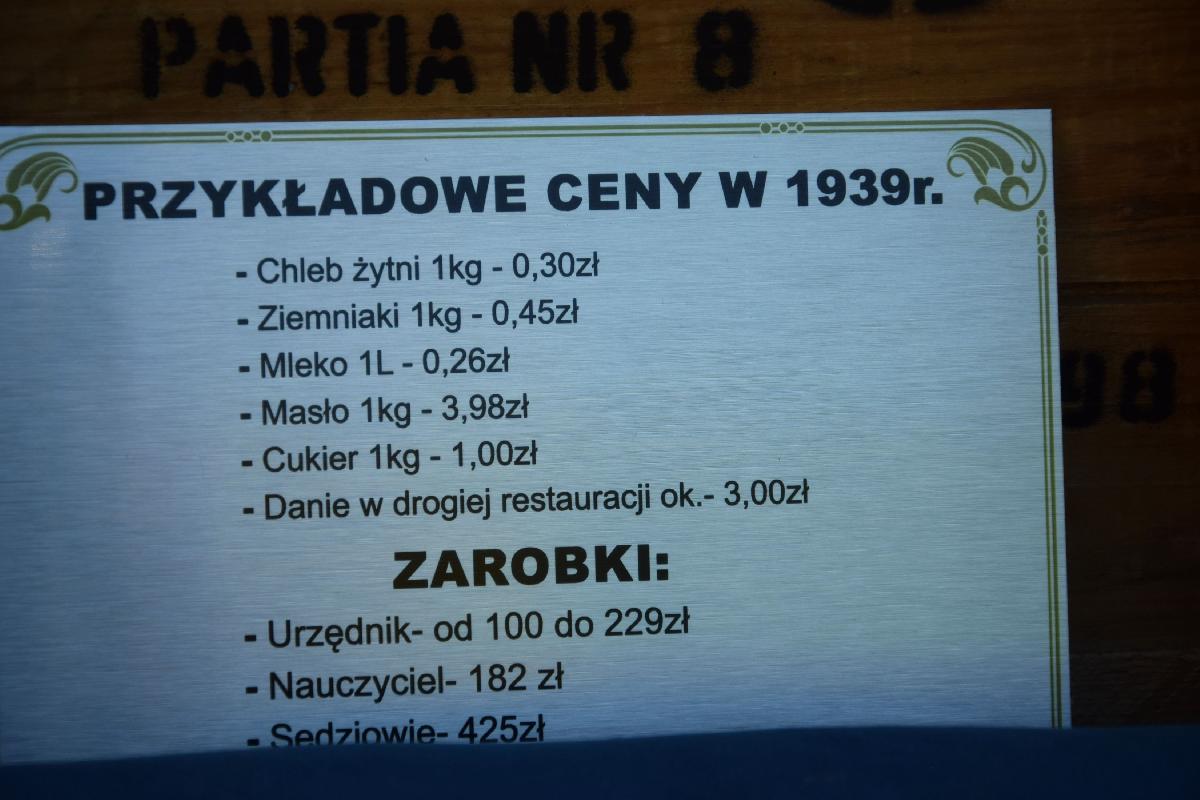 PARTIA NR 8
PRZYKŁADOWE CENY W 1939r.
- Chleb żytni 1kg - 0,30zł
- Ziemniaki 1kg - 0,45zł
- Mleko 1L - 0,26zł
- Masło 1kg - 3,98zł
98
- Cukier 1kg - 1,00zł
- Danie w drogiej restauracji ok.- 3,00zł
ZAROBKI:
- Urzędnik- od 100 do 229zł
- Nauczyciel- 182 zł
- Sędziowie- 425zł